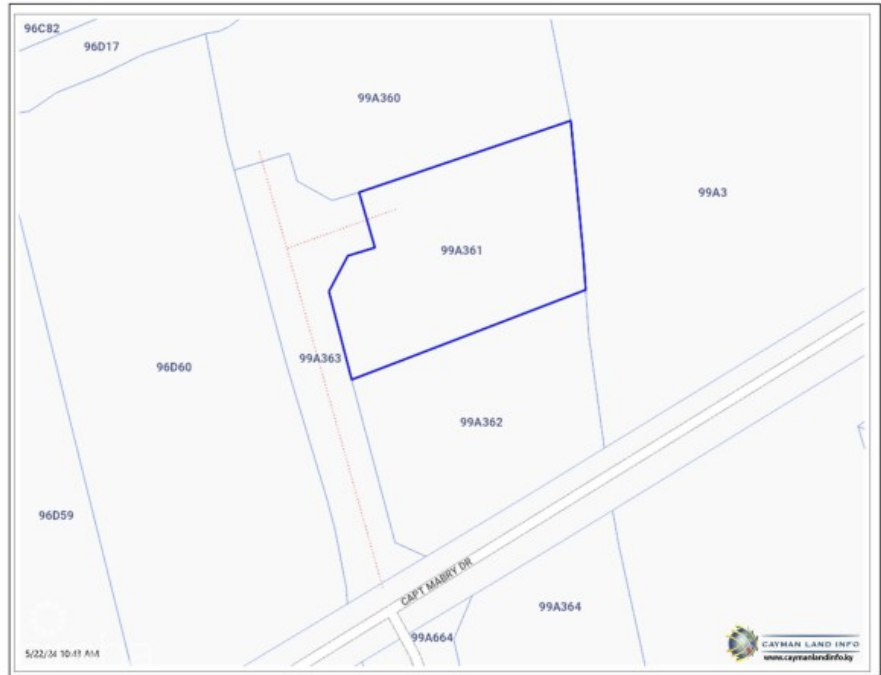 96C82
96D17
99A360
99A3
99A361
99A363
96D60
99A362
96D59
CAPT MABRY DR
99A364
99A664
5/22/24 10:41 AM
CAYMAN LAND INFO
www.caymanlandinfo.ky